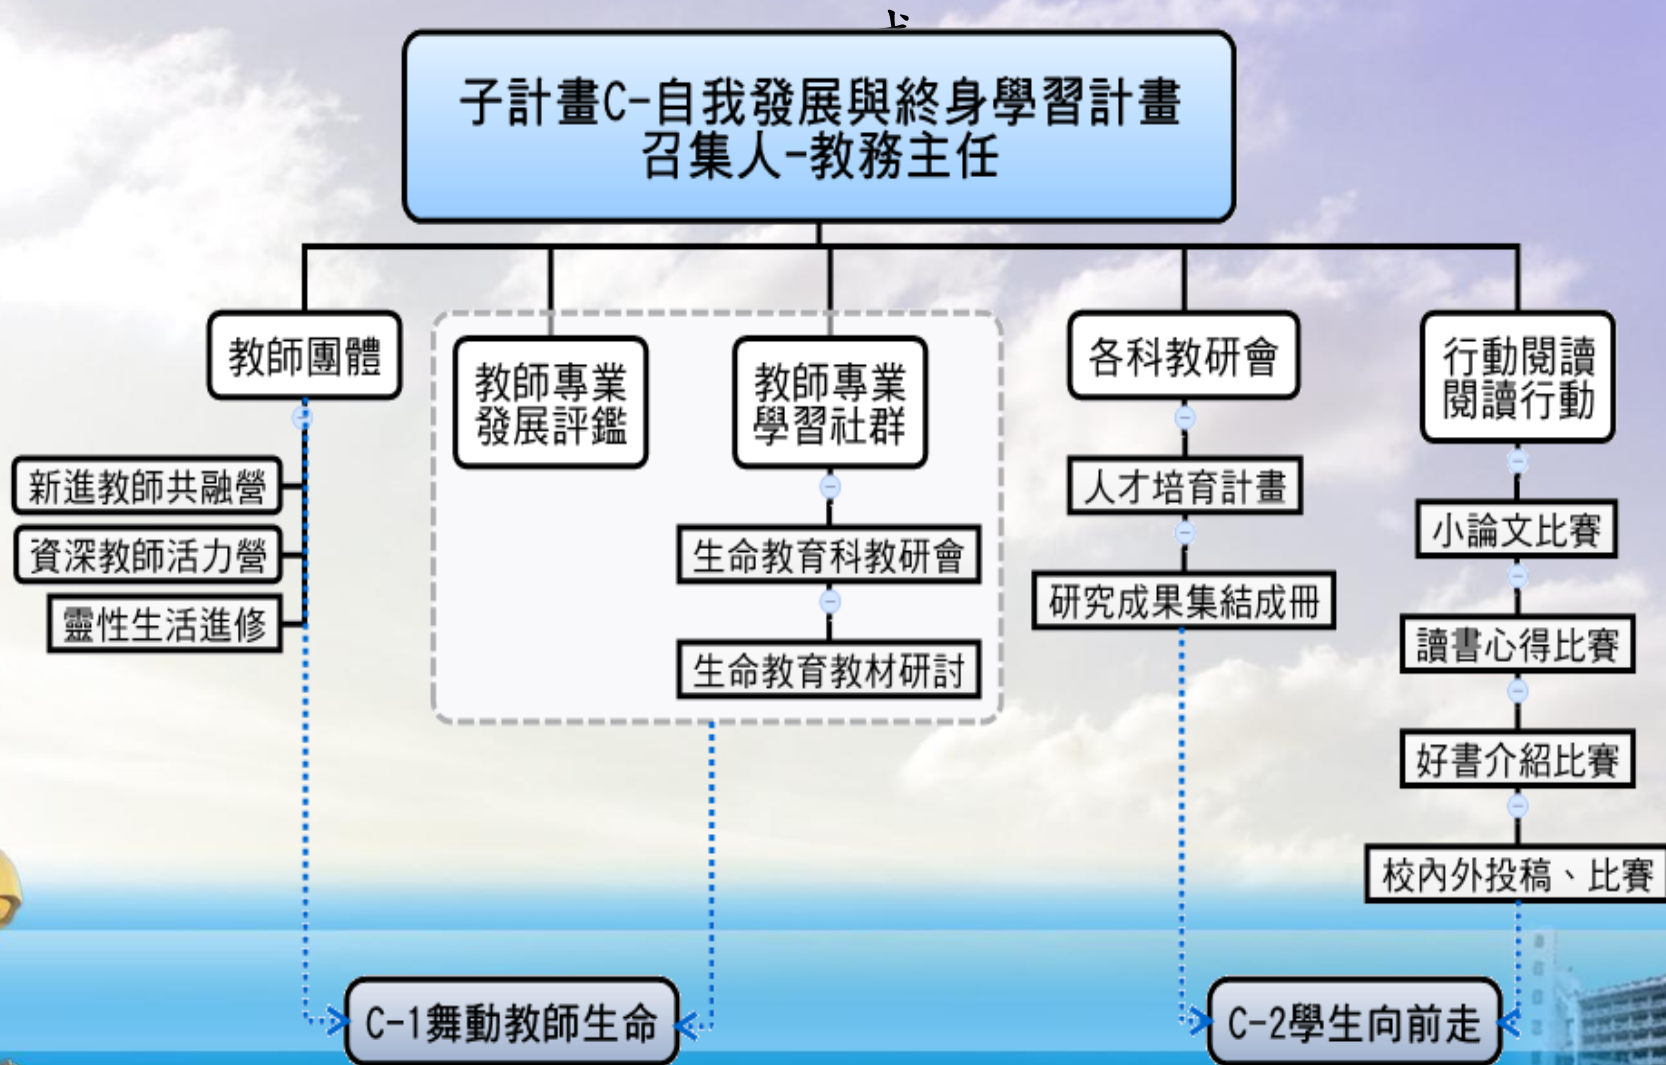 子計畫C-自我發展與終身學習計畫
召集人-教務主任
教師團體
新進教師共融營
資深教師活力營
靈性生活進修
教師專業
發展評鑑
教師專業
學習社群
生命教育科教研會
生命教育教材研討
各科教研會
人才培育計畫
研究成果集結成冊
行動閱讀
閱讀行動
小論文比賽
讀書心得比賽
好書介紹比賽
校內外投稿、比賽
C-1舞動教師生命
C-2學生向前走